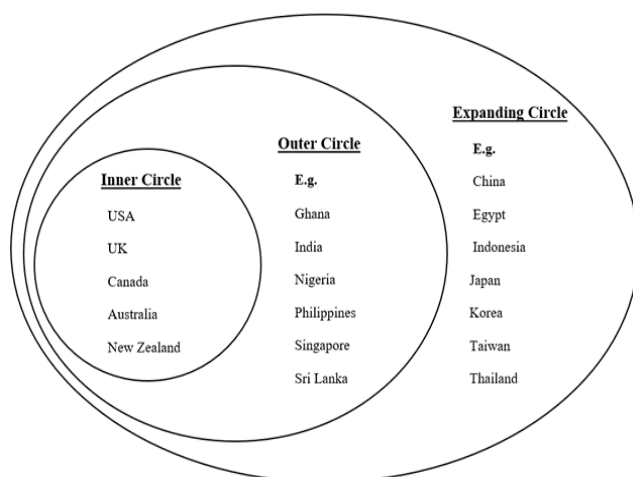 Inner Circle
USA
UK
Canada
Australia
New Zealand
Outer Circle
E.g.
Ghana
India
Nigeria
Philippines
Singapore
Sri Lanka
Expanding Circle
E.g.
China
Egypt
Indonesia
Japan
Korea
Taiwan
Thailand